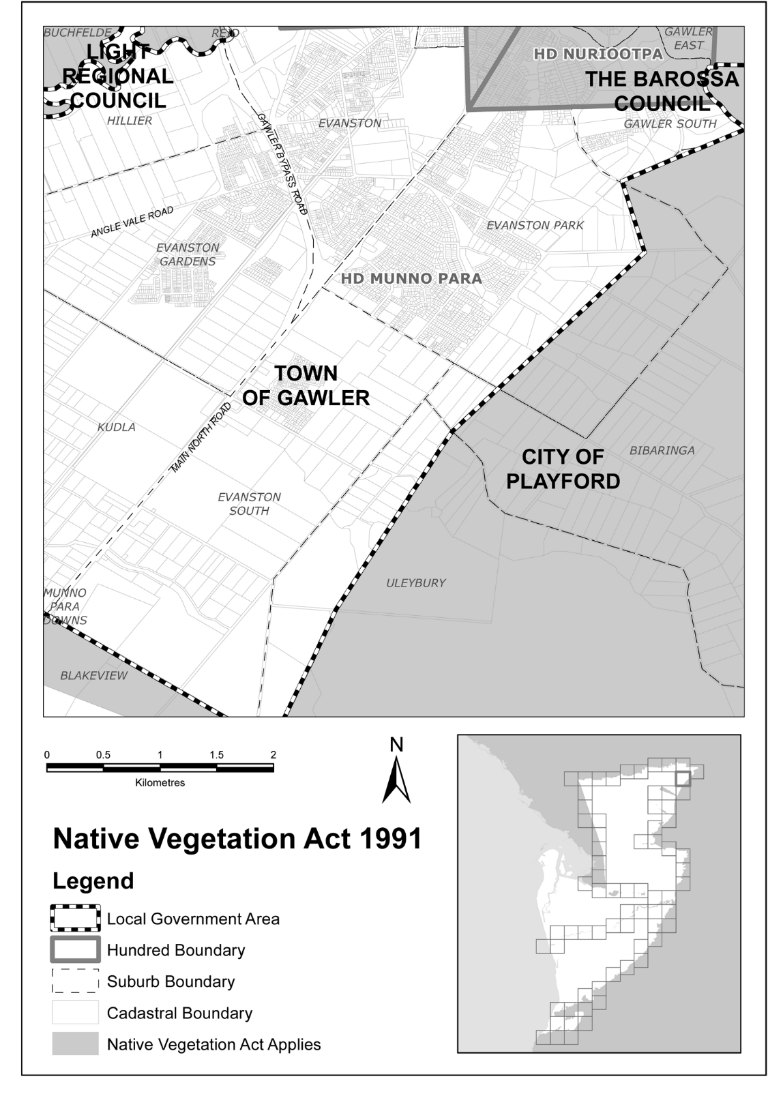 BUCHFELDE
REID
GAWLER
EAST
LIGHT
REGIONAL
COUNCIL
HD NURIOOTPA
THE BAROSSA
COUNCIL
HILLIER
EVANSTON
GAWLER SOUTH
GAWLER BYPASS ROAD
ANGLE VALE ROAD
EVANSTON PARK
EVANSTON
GARDENS
HD MUNNO PARA
TOWN
OF GAWLER
KUDLA
MAIN NORTH ROAD
CITY OF
PLAYFORD
BIBARINGA
EVANSTON
SOUTH
ULEYBURY
MUNNO
PARA
DOWNS
BLAKEVIEW
0 0.5 1 1.5 2
Kilometres
N
Native Vegetation Act 1991
Legend
Local Government Area
Hundred Boundary
Suburb Boundary
Cadastral Boundary
Native Vegetation Act Applies